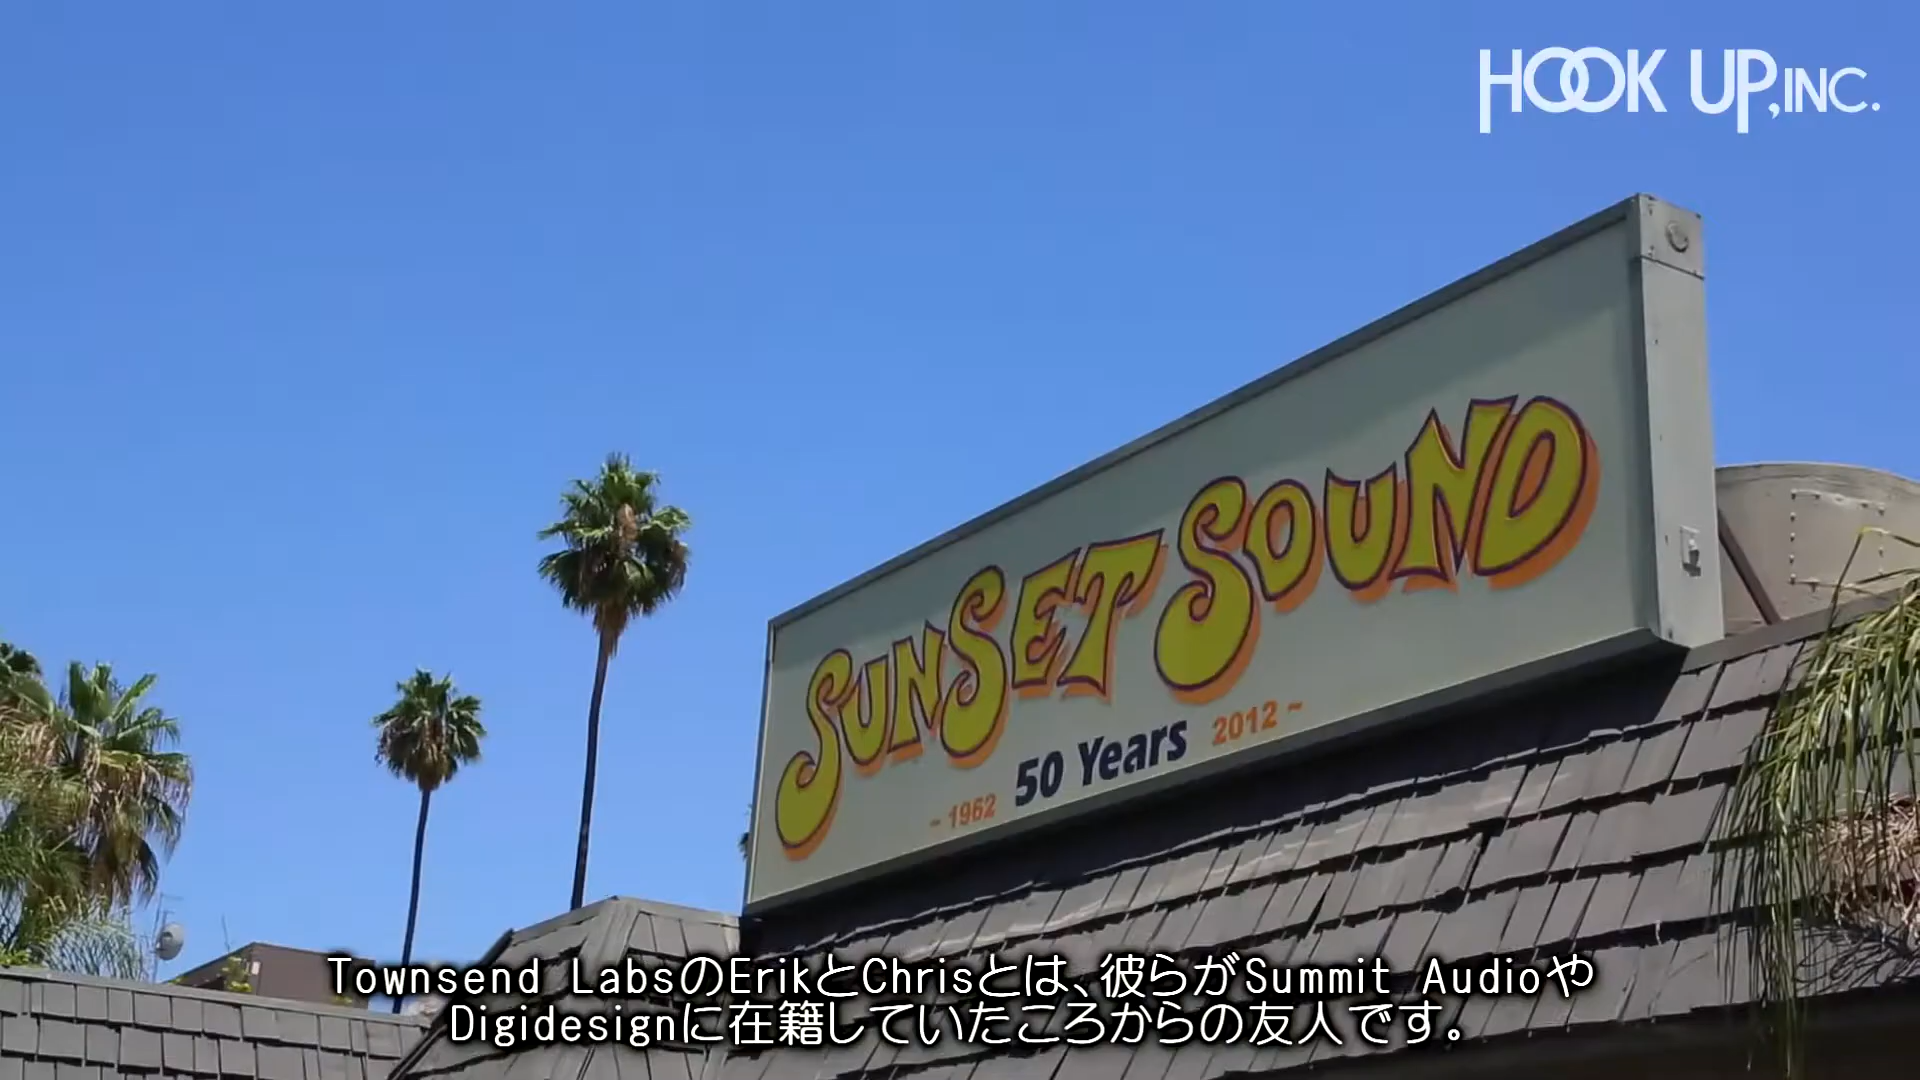 HOOK UP, INC.
SUNSET SOUND
~ 1962 50 Years 2012 ~
Townsend LabsのErikとChrisとは、彼らがSummit Audioや
Digidesignに在籍していたころからの友人です。